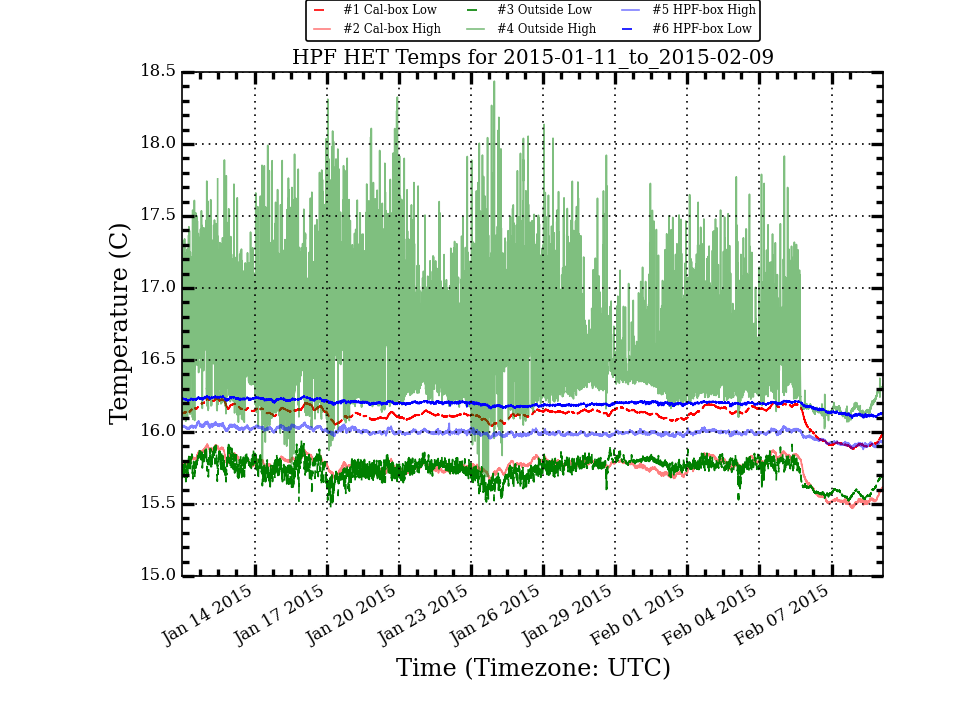 #1 Cal-box Low #3 Outside Low #5 HPF-box High
#2 Cal-box High #4 Outside High #6 HPF-box Low
HPF HET Temps for 2015-01-11_to_2015-02-09
18.5
18.0
17.5
17.0
16.5
16.0
15.5
15.0
Temperature (C)
Jan 14 2015 Jan 17 2015 Jan 20 2015 Jan 23 2015 Jan 26 2015 Jan 29 2015 Feb 01 2015 Feb 04 2015 Feb 07 2015
Time (Timezone: UTC)